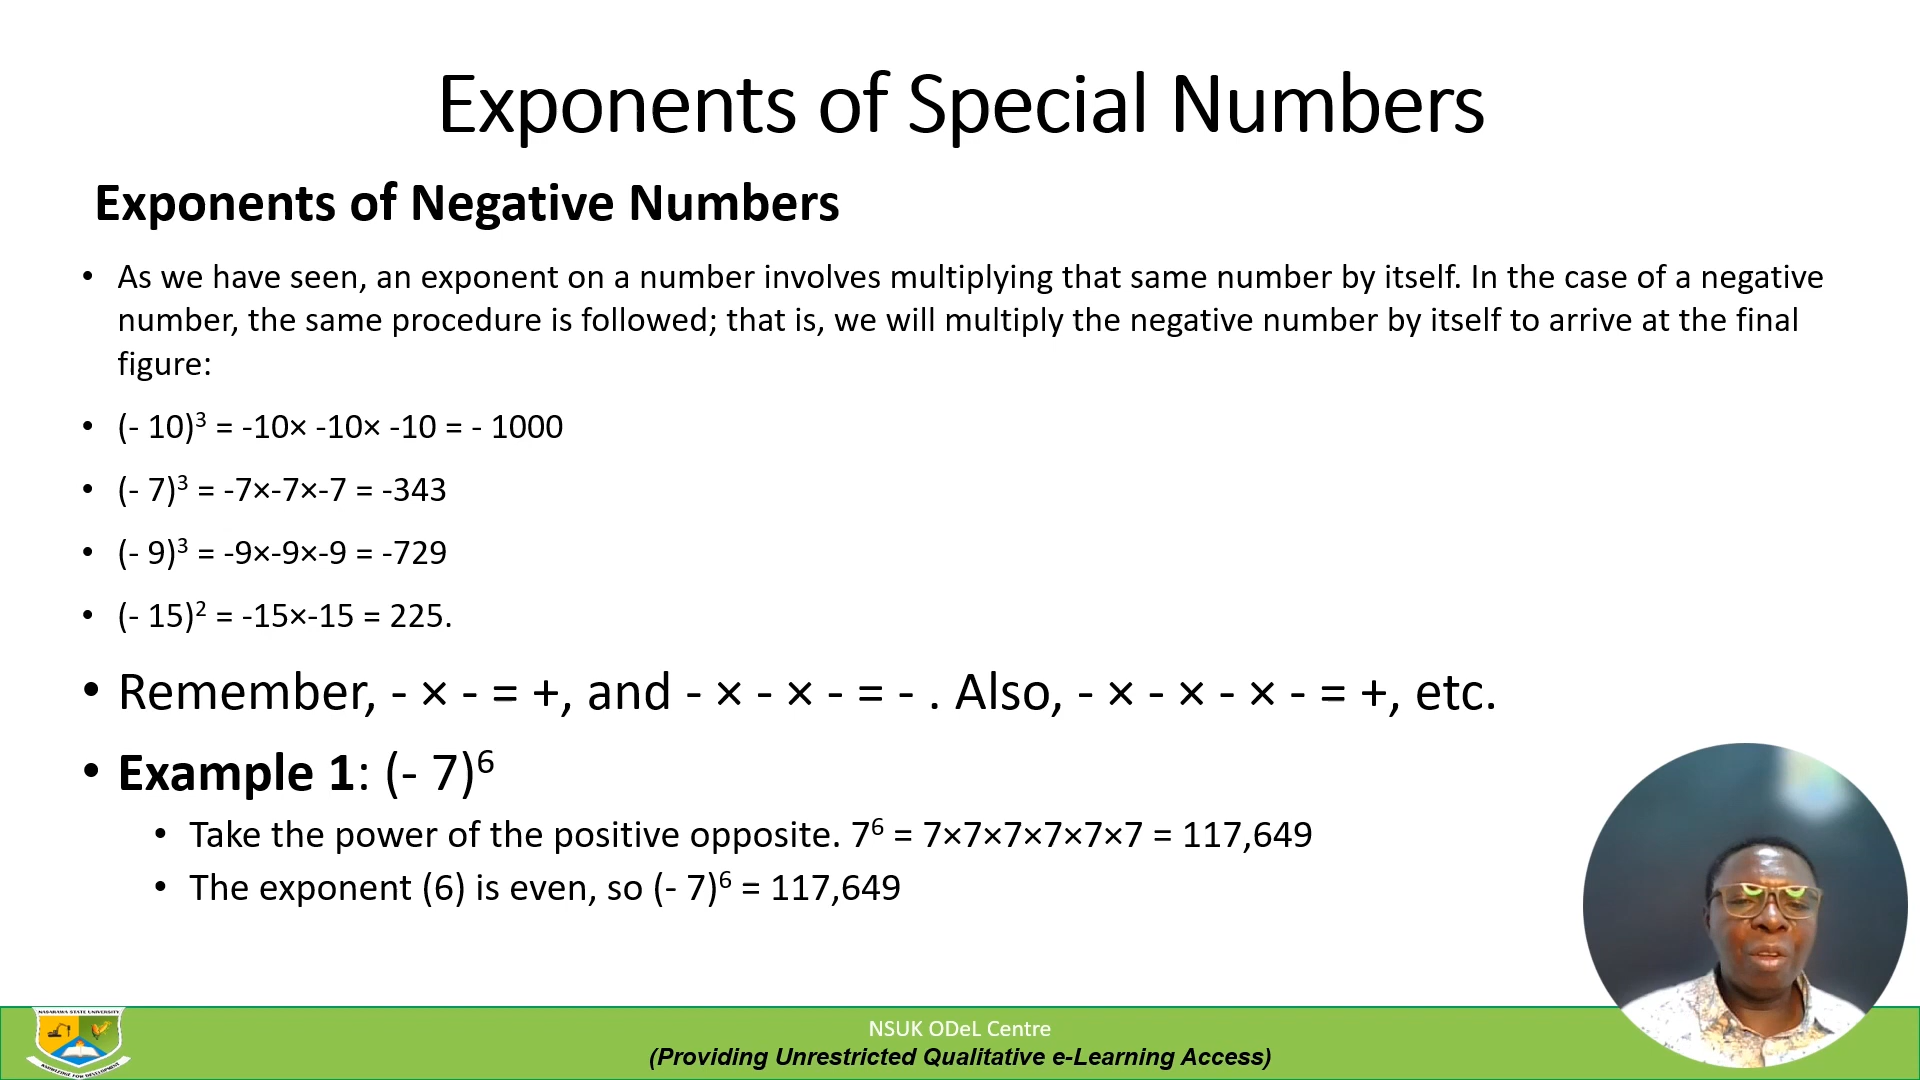 Exponents of Special Numbers
Exponents of Negative Numbers
• As we have seen, an exponent on a number involves multiplying that same number by itself. In the case of a negative
number, the same procedure is followed; that is, we will multiply the negative number by itself to arrive at the final
figure:
• (- 10)³ = -10× -10× -10 = - 1000
• (- 7)³ = -7×-7×-7 = -343
• (- 9)³ = -9×-9×-9 = -729
• (- 15)² = -15×-15 = 225.
• Remember, - × - = +, and - × - × - = - . Also, - × - × - × - = +, etc.
• Example 1: (- 7)⁶
• Take the power of the positive opposite. 7⁶ = 7×7×7×7×7×7 = 117,649
• The exponent (6) is even, so (- 7)⁶ = 117,649
NASARAWA STATE UNIVERSITY
KNOWLEDGE FOR DEVELOPMENT
NSUK ODeL Centre
(Providing Unrestricted Qualitative e-Learning Access)